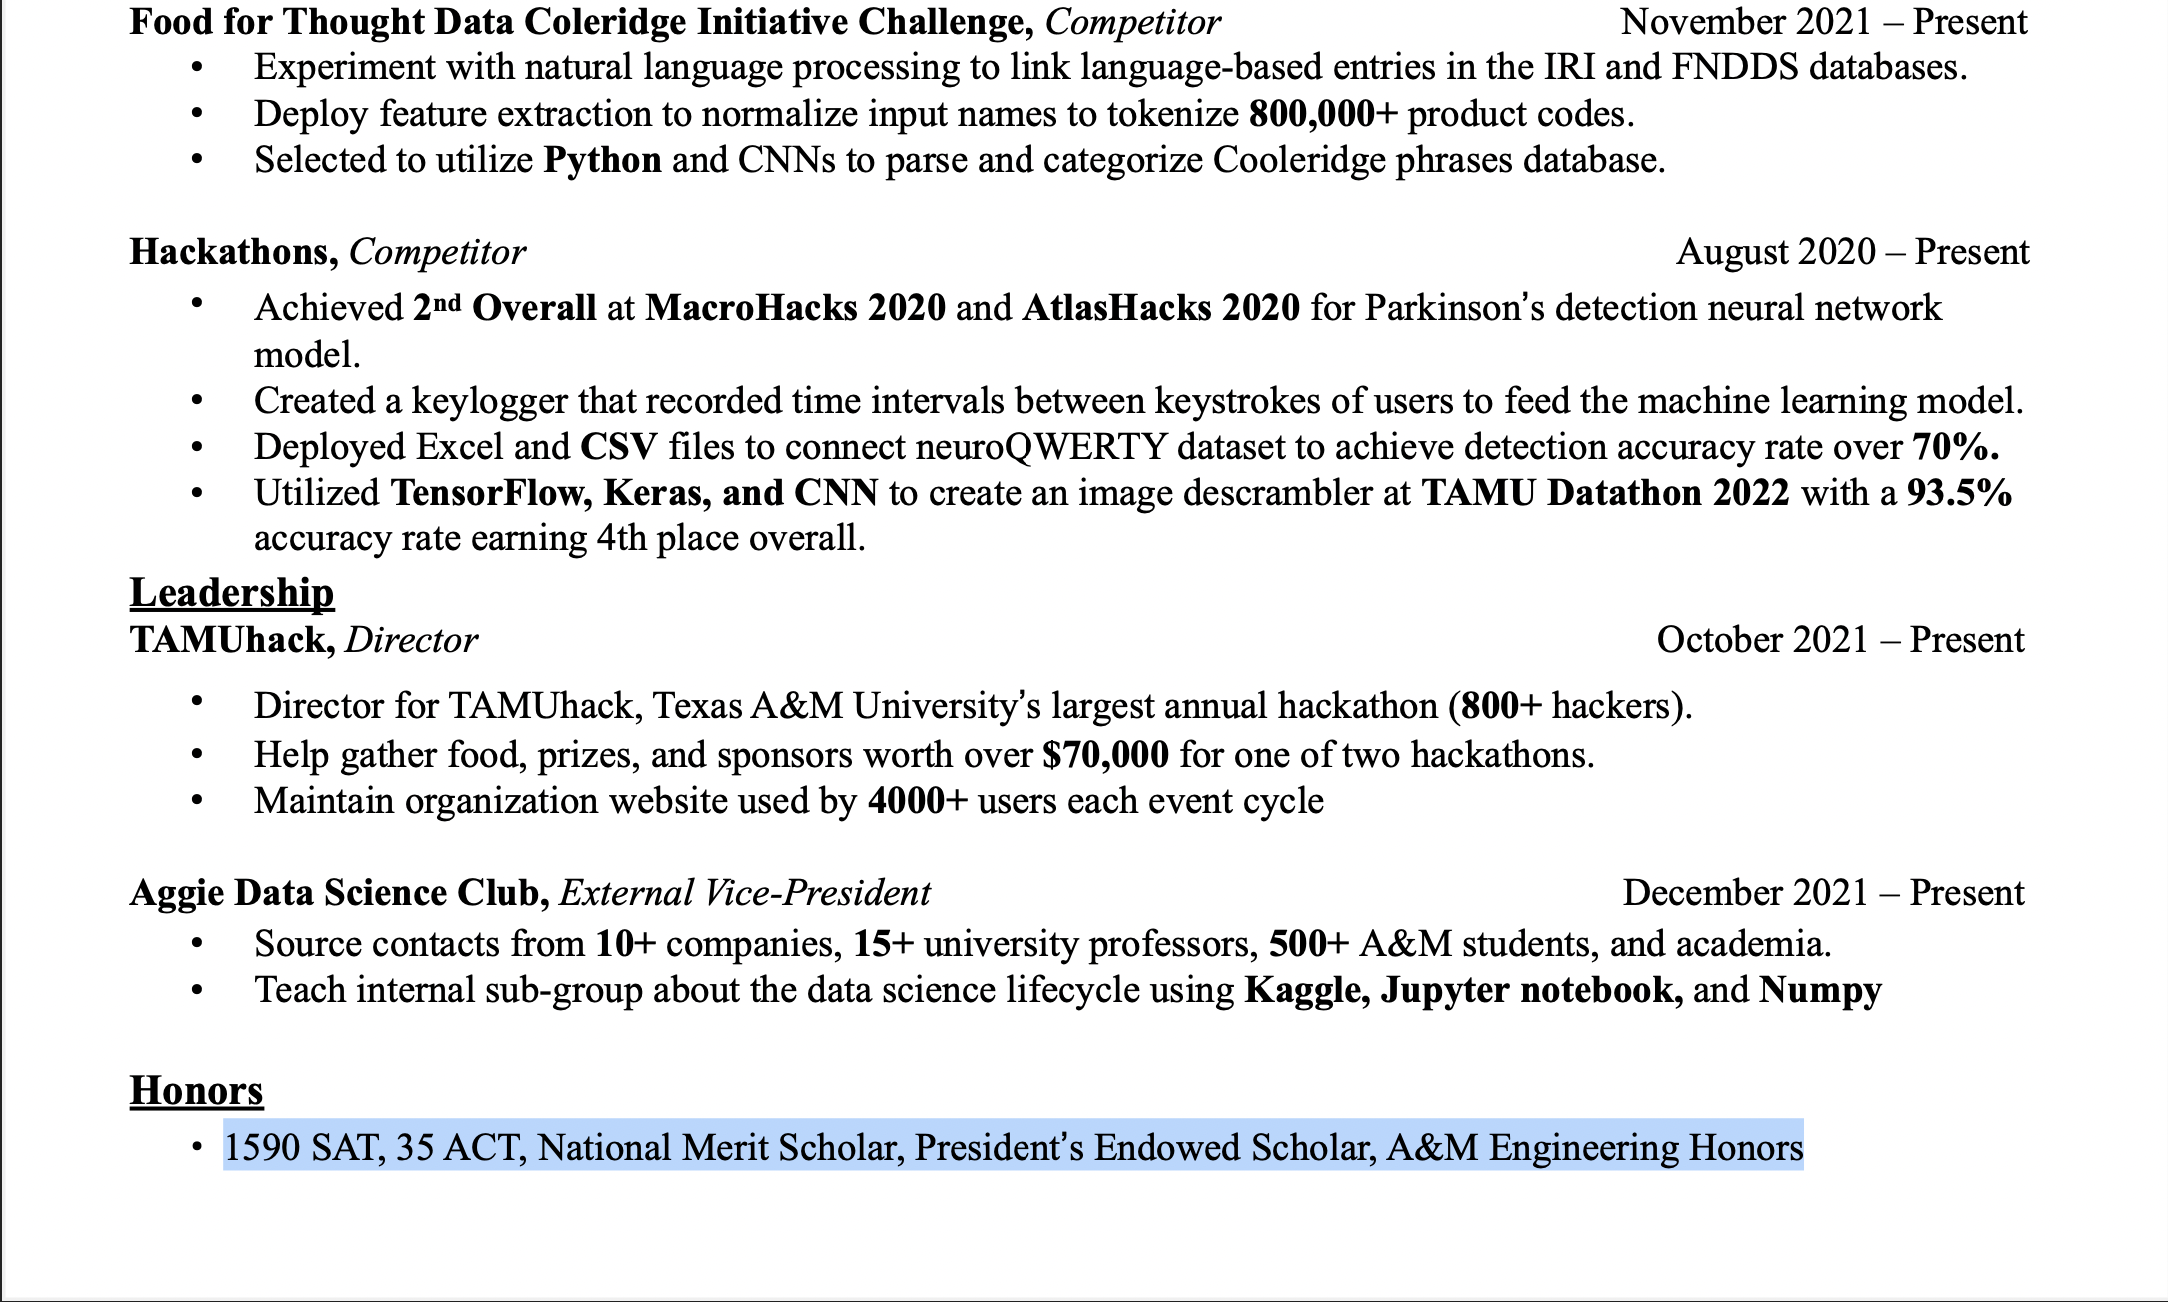 Food for Thought Data Coleridge Initiative Challenge, Competitor November 2021 – Present
• Experiment with natural language processing to link language-based entries in the IRI and FNDDS databases.
• Deploy feature extraction to normalize input names to tokenize 800,000+ product codes.
• Selected to utilize Python and CNNs to parse and categorize Cooleridge phrases database.
Hackathons, Competitor August 2020 – Present
• Achieved 2nd Overall at MacroHacks 2020 and AtlasHacks 2020 for Parkinson’s detection neural network
model.
• Created a keylogger that recorded time intervals between keystrokes of users to feed the machine learning model.
• Deployed Excel and CSV files to connect neuroQWERTY dataset to achieve detection accuracy rate over 70%.
• Utilized TensorFlow, Keras, and CNN to create an image descrambler at TAMU Datathon 2022 with a 93.5%
accuracy rate earning 4th place overall.
Leadership
TAMUhack, Director October 2021 – Present
• Director for TAMUhack, Texas A&M University’s largest annual hackathon (800+ hackers).
• Help gather food, prizes, and sponsors worth over $70,000 for one of two hackathons.
• Maintain organization website used by 4000+ users each event cycle
Aggie Data Science Club, External Vice-President December 2021 – Present
• Source contacts from 10+ companies, 15+ university professors, 500+ A&M students, and academia.
• Teach internal sub-group about the data science lifecycle using Kaggle, Jupyter notebook, and Numpy
Honors
• 1590 SAT, 35 ACT, National Merit Scholar, President’s Endowed Scholar, A&M Engineering Honors